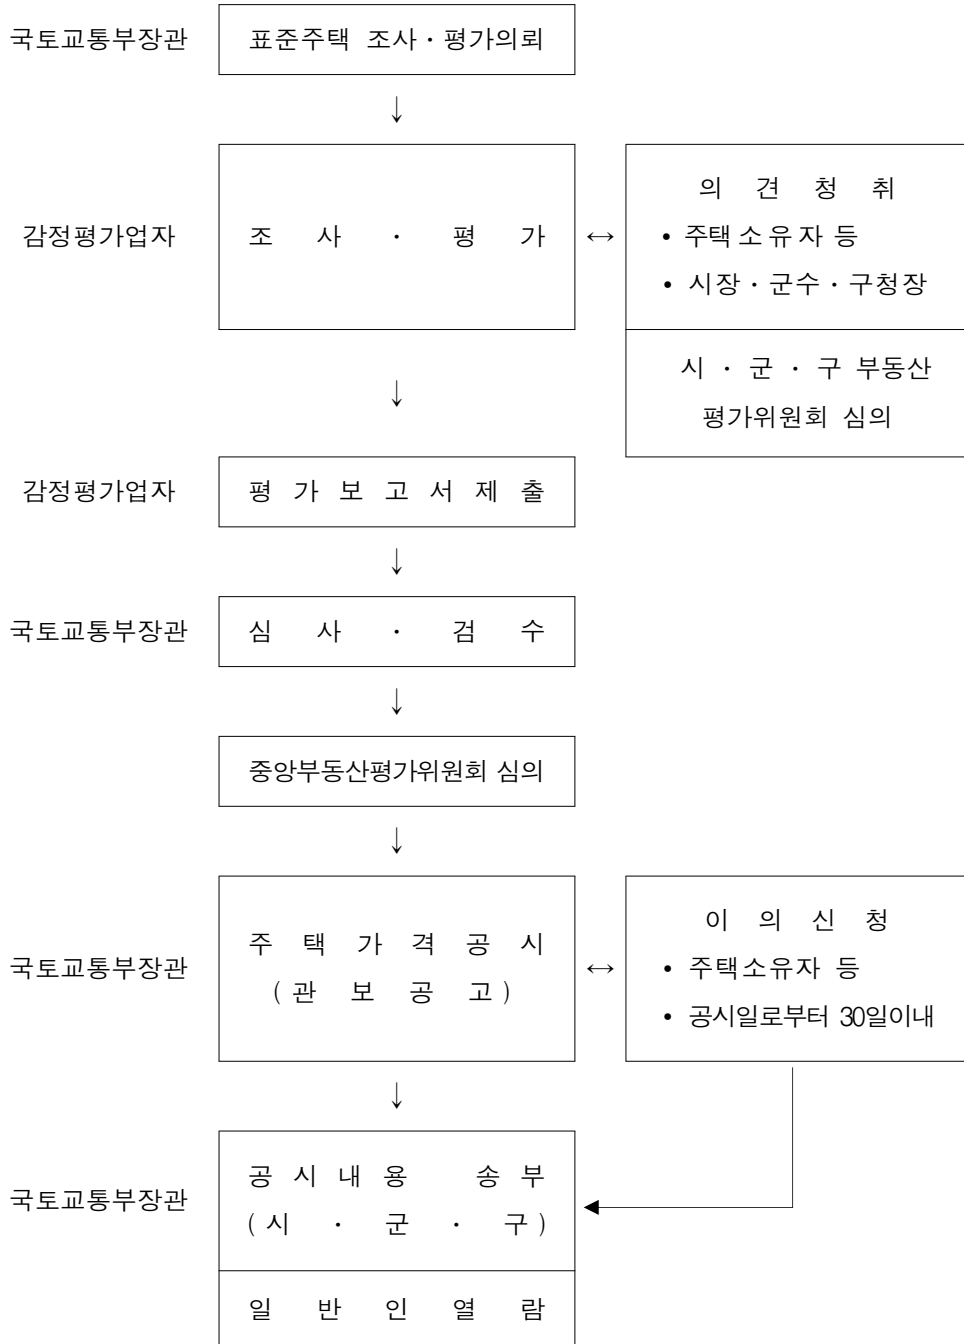 국토교통부장관
표준주택 조사·평가의뢰
↓
감정평가업자
조 사 · 평 가
↔
의 견 청 취
• 주택소유자 등
• 시장·군수·구청장
시 · 군 · 구 부동산
평가위원회 심의
↓
감정평가업자
평 가 보 고 서 제 출
↓
국토교통부장관
심 사 · 검 수
↓
중앙부동산평가위원회 심의
↓
국토교통부장관
주 택 가 격 공 시
( 관 보 공 고 )
↔
이 의 신 청
• 주택소유자 등
• 공시일로부터 30일이내
↓
국토교통부장관
공 시 내 용 송 부
( 시 · 군 · 구 )
일 반 인 열 람